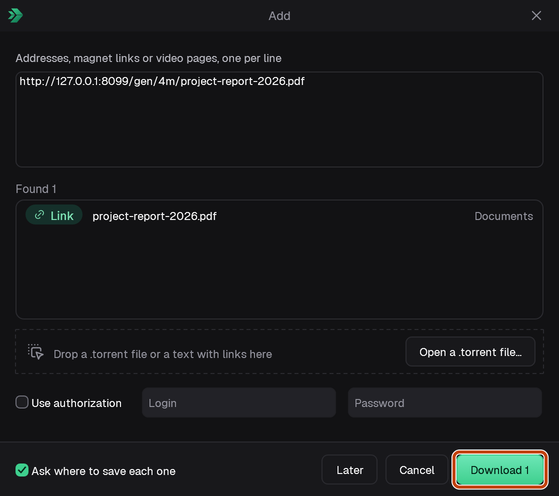 Add
Addresses, magnet links or video pages, one per line
http://127.0.0.1:8099/gen/4m/project-report-2026.pdf
Found 1
Link project-report-2026.pdf Documents
Drop a .torrent file or a text with links here Open a .torrent file...
Use authorization Login Password
Ask where to save each one Later Cancel Download 1